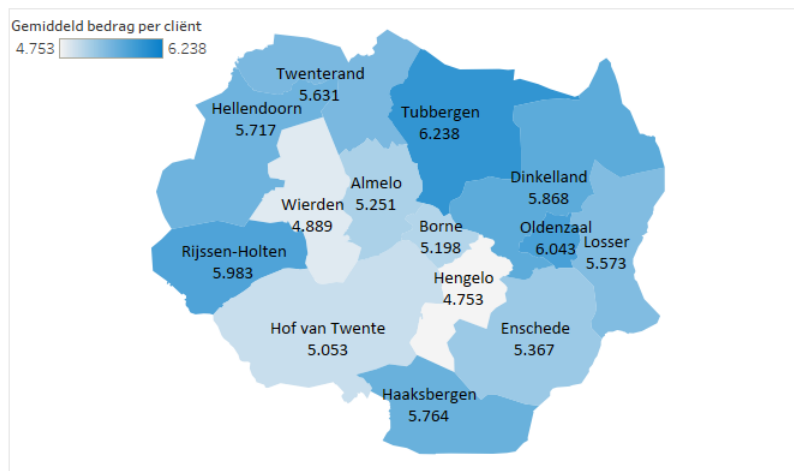 Gemiddeld bedrag per cliënt
4.753 6.238
Twenterand
5.631
Hellendoorn
5.717
Tubbergen
6.238
Almelo
5.251
Dinkelland
5.868
Wierden
4.889
Borne
5.198
Oldenzaal
6.043
Losser
5.573
Rijssen-Holten
5.983
Hengelo
4.753
Hof van Twente
5.053
Enschede
5.367
Haaksbergen
5.764